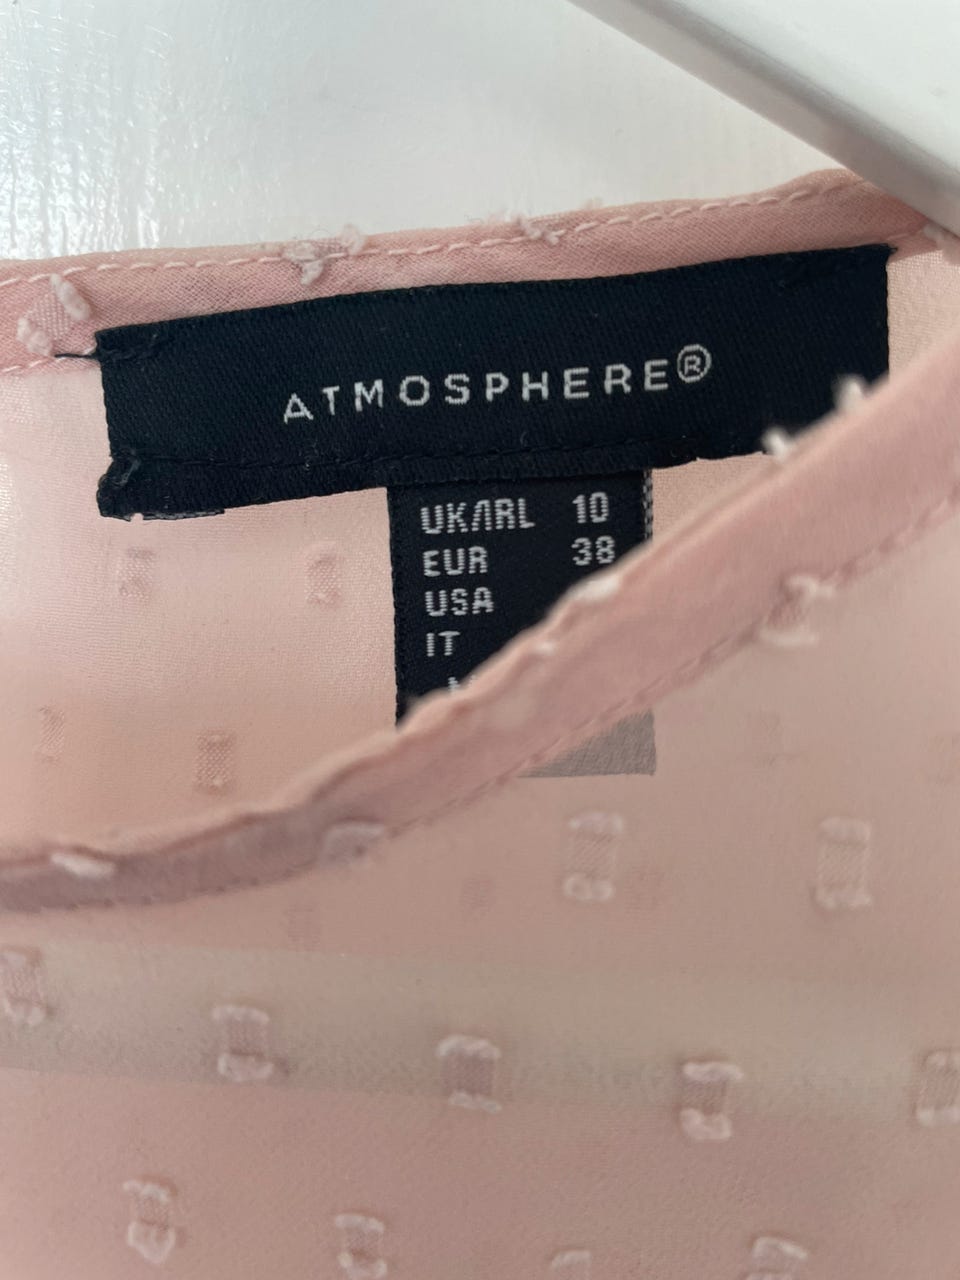 ATMOSPHERE®
UK/IRL 10
EUR 38
USA
IT